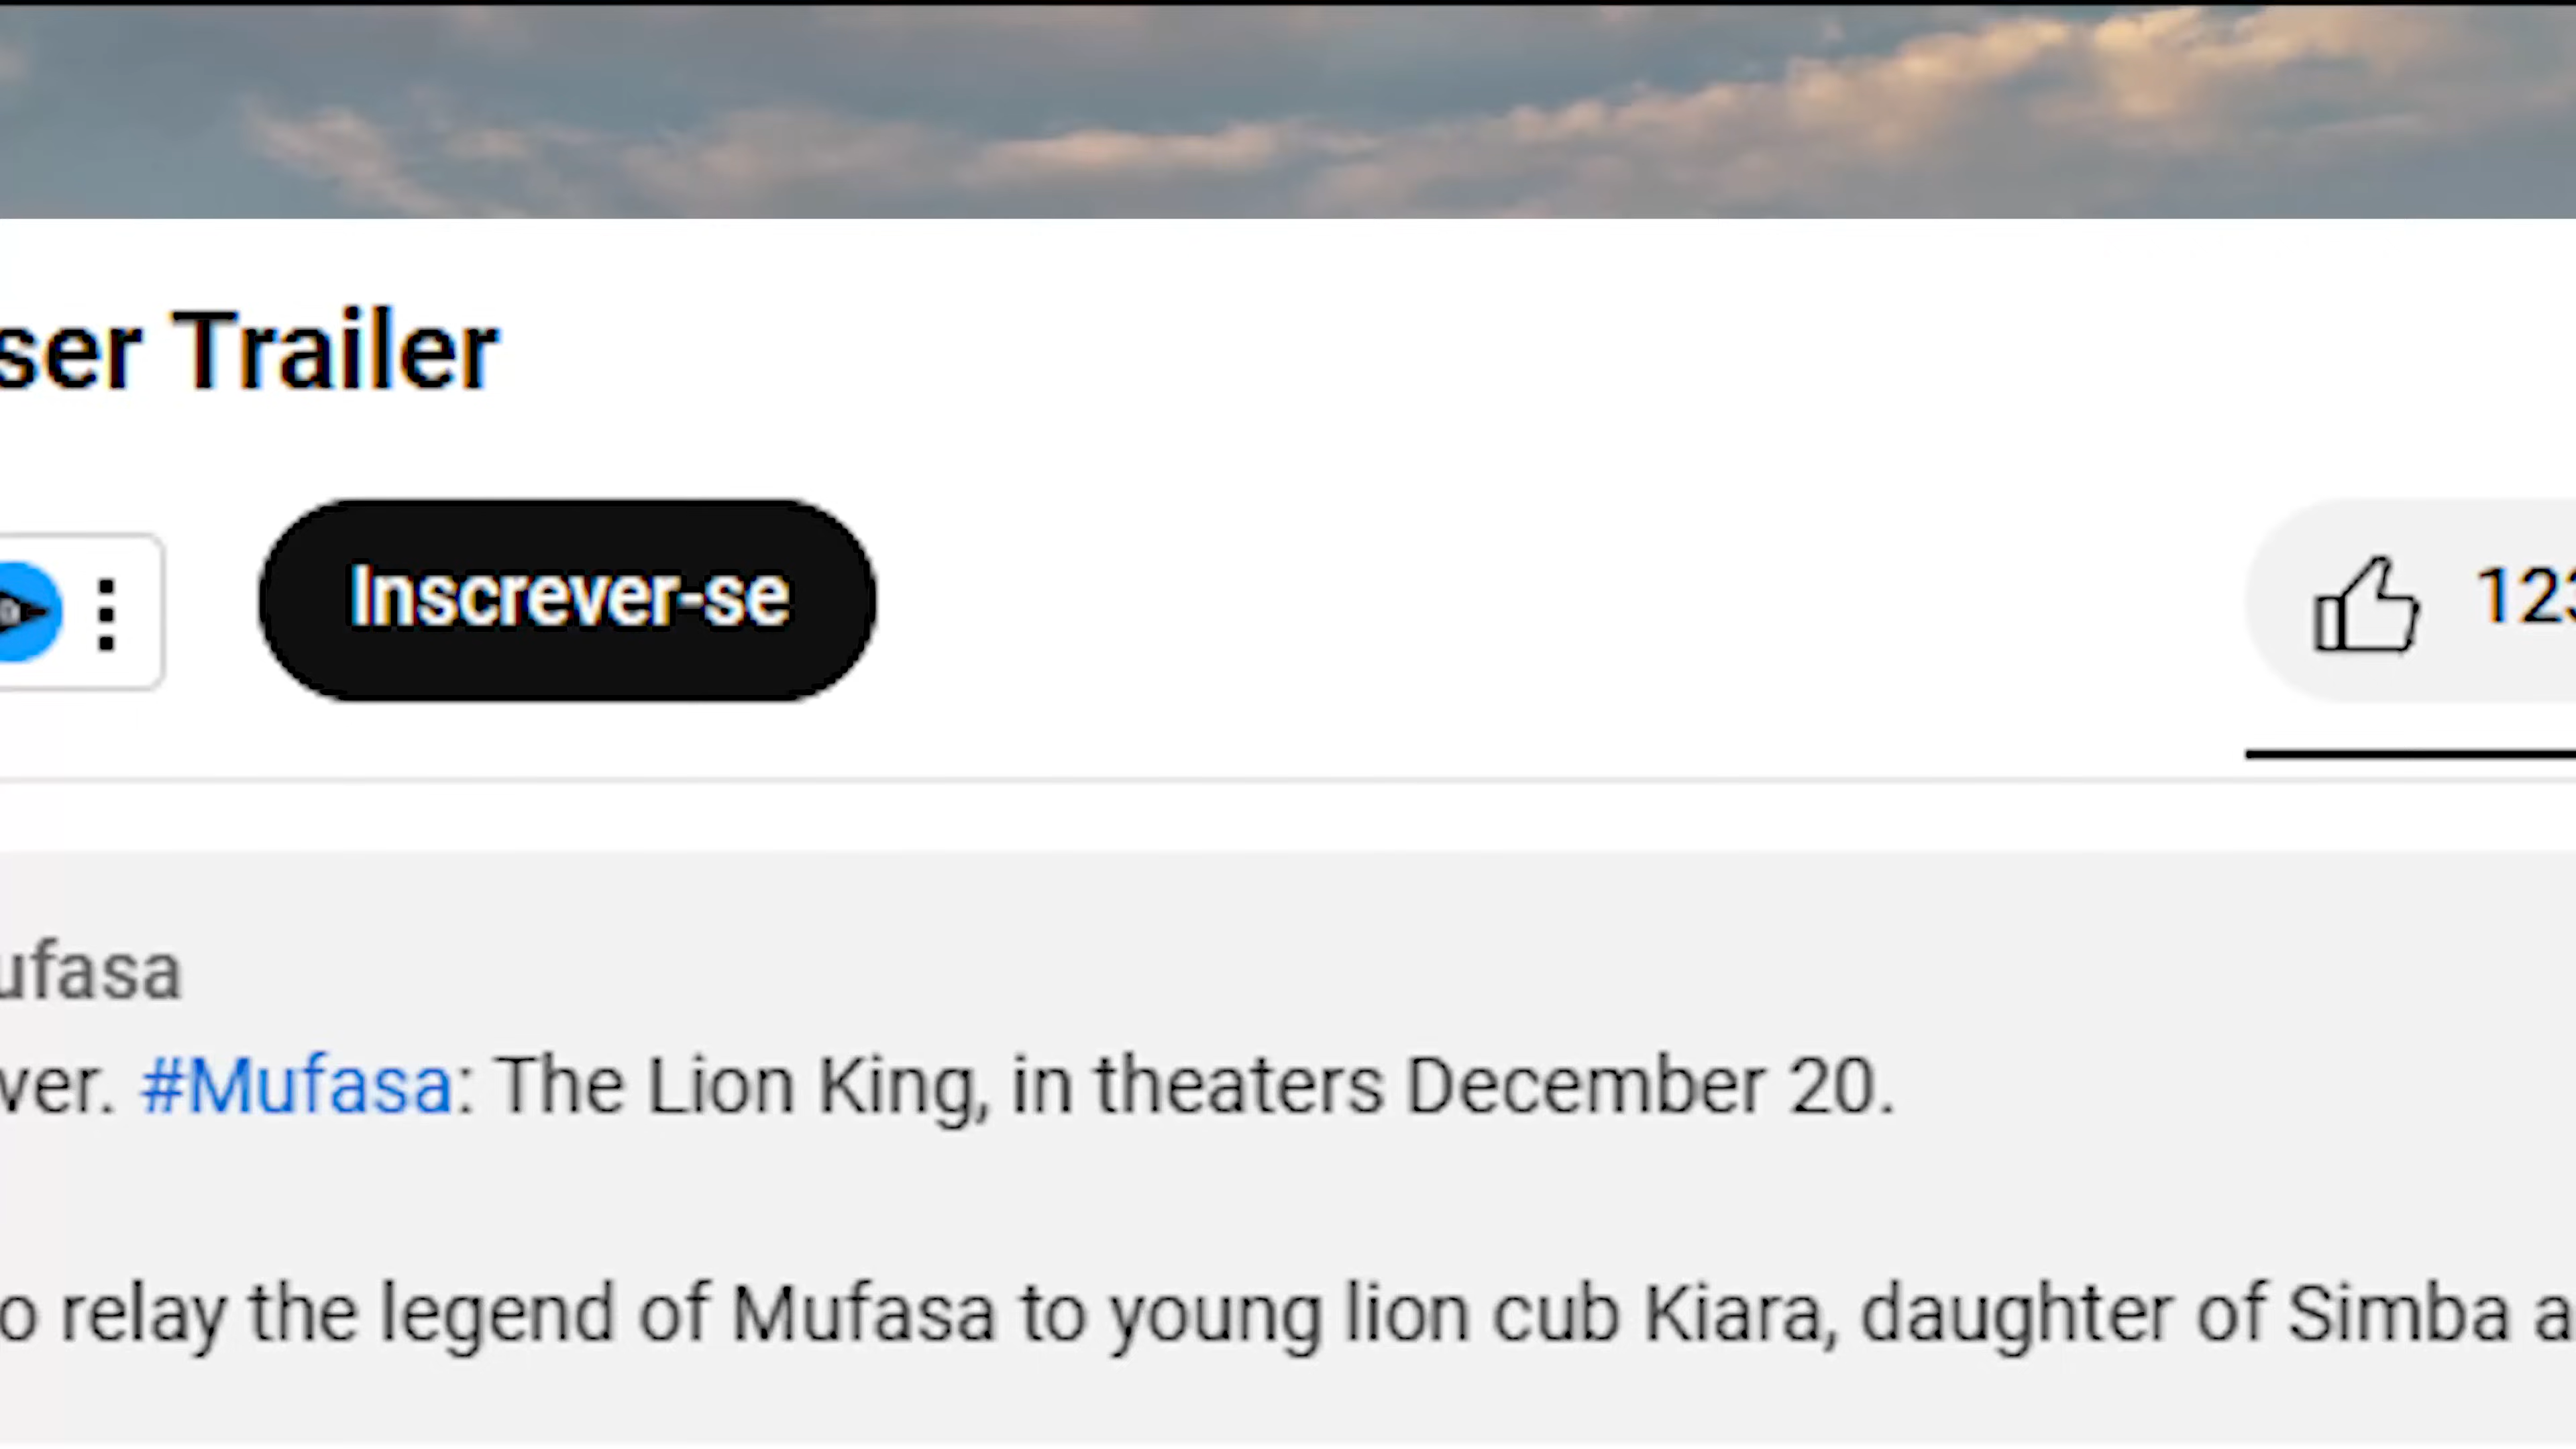 ser Trailer
Inscrever-se
123
ufasa
ver. #Mufasa: The Lion King, in theaters December 20.
o relay the legend of Mufasa to young lion cub Kiara, daughter of Simba a